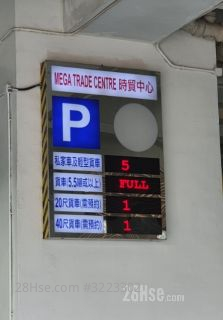 MEGA TRADE CENTRE 時貿中心
P
私家車及輕型貨車 5
貨車(5.5噸或以上) FULL
20尺貨車(需預約) 1
40尺貨車(需預約) 1
28Hse.com